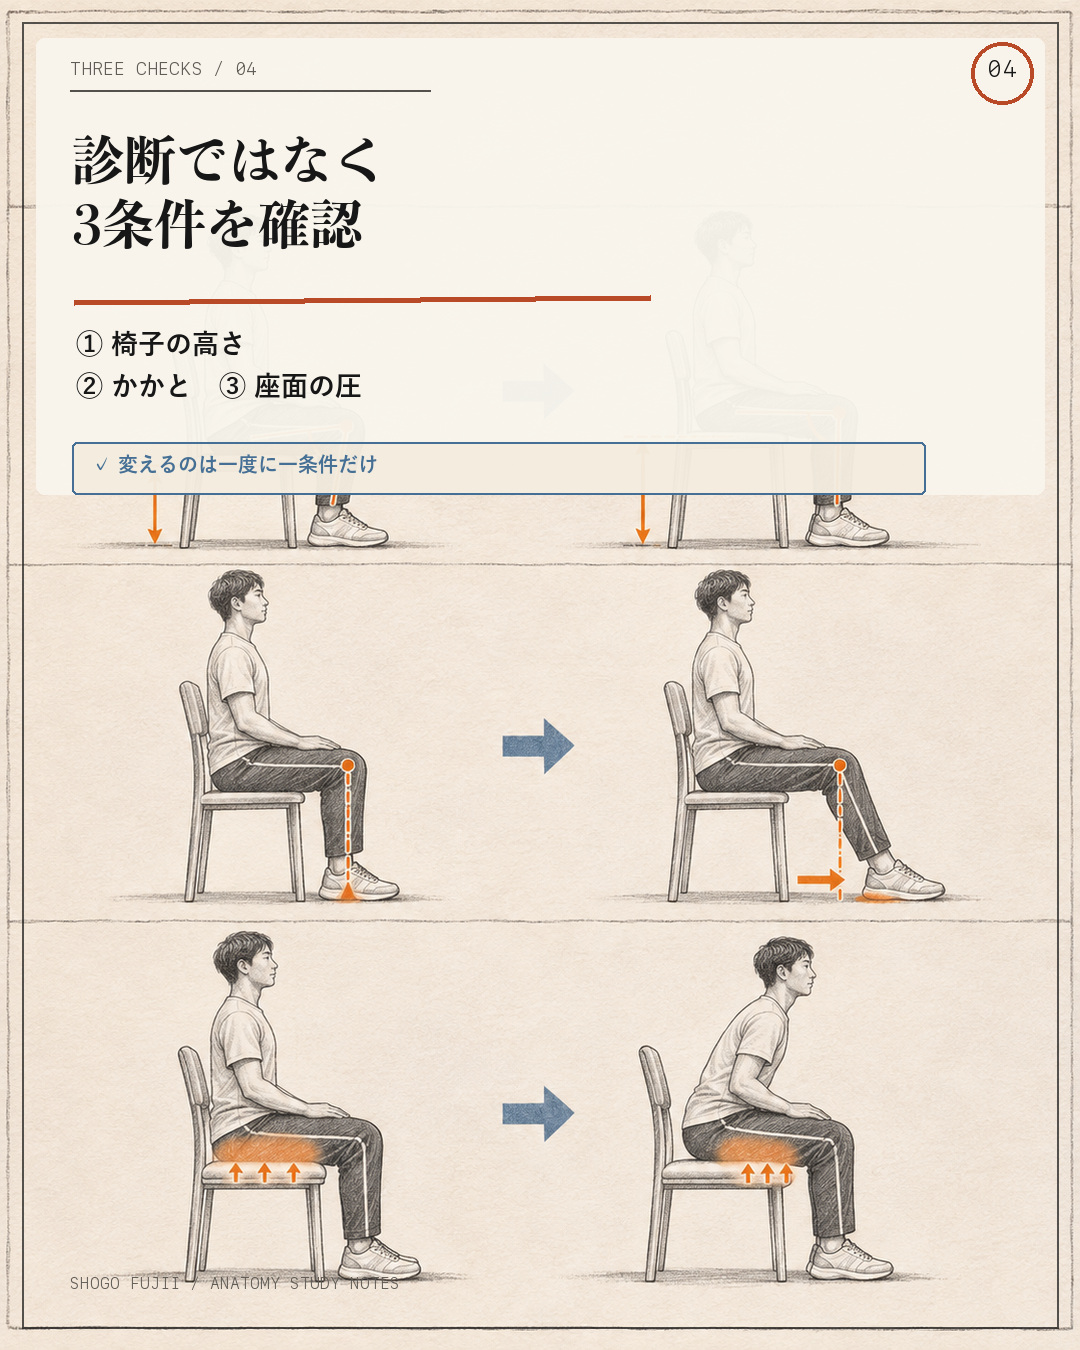 THREE CHECKS / 04
04
診断ではなく
3条件を確認
① 椅子の高さ
② かかと ③ 座面の圧
✓ 変えるのは一度に一条件だけ
SHOGO FUJII / ANATOMY STUDY NOTES